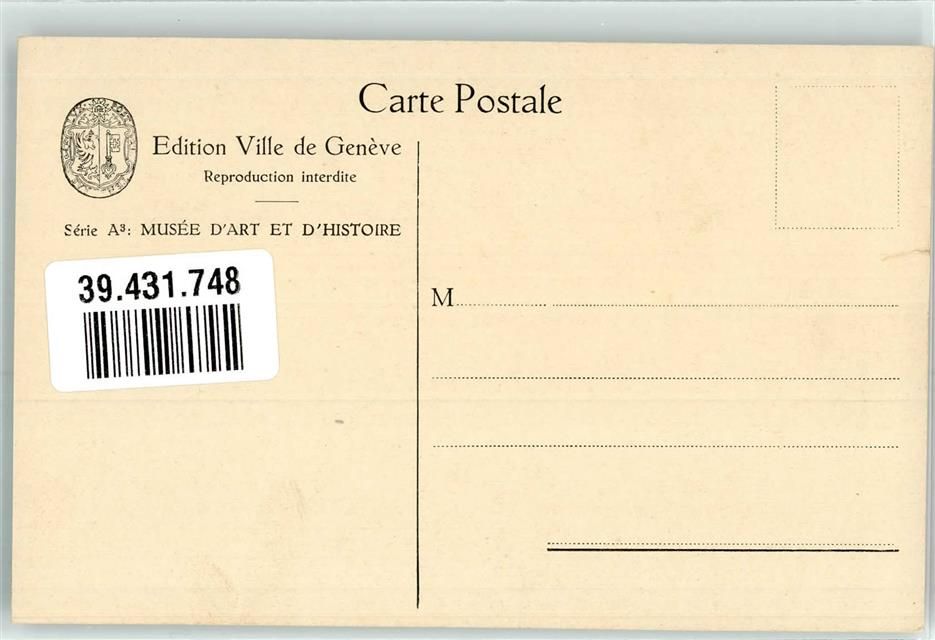 Carte Postale
Edition Ville de Genève
Reproduction interdite
Série A³: MUSÉE D'ART ET D'HISTOIRE
39.431.748
M